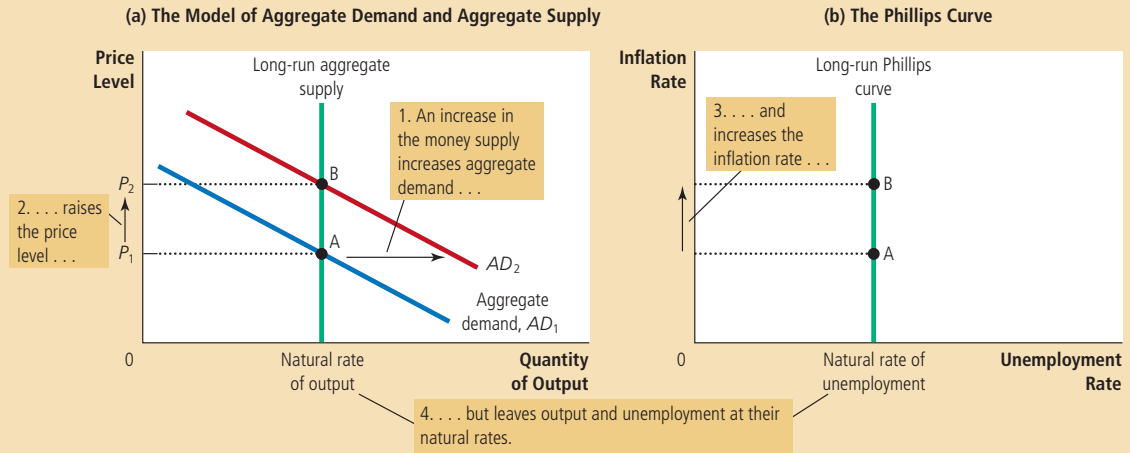 (a) The Model of Aggregate Demand and Aggregate Supply
Price
Level
Long-run aggregate
supply
1. An increase in
the money supply
increases aggregate
demand . . .
B
P2
2. . . . raises
the price
level . . .
A
P1
AD2
Aggregate
demand, AD1
0
Natural rate
of output
Quantity
of Output
(b) The Phillips Curve
Inflation
Rate
Long-run Phillips
curve
3. . . . and
increases the
inflation rate . . .
B
A
0
Natural rate of
unemployment
Unemployment
Rate
4. . . . but leaves output and unemployment at their
natural rates.